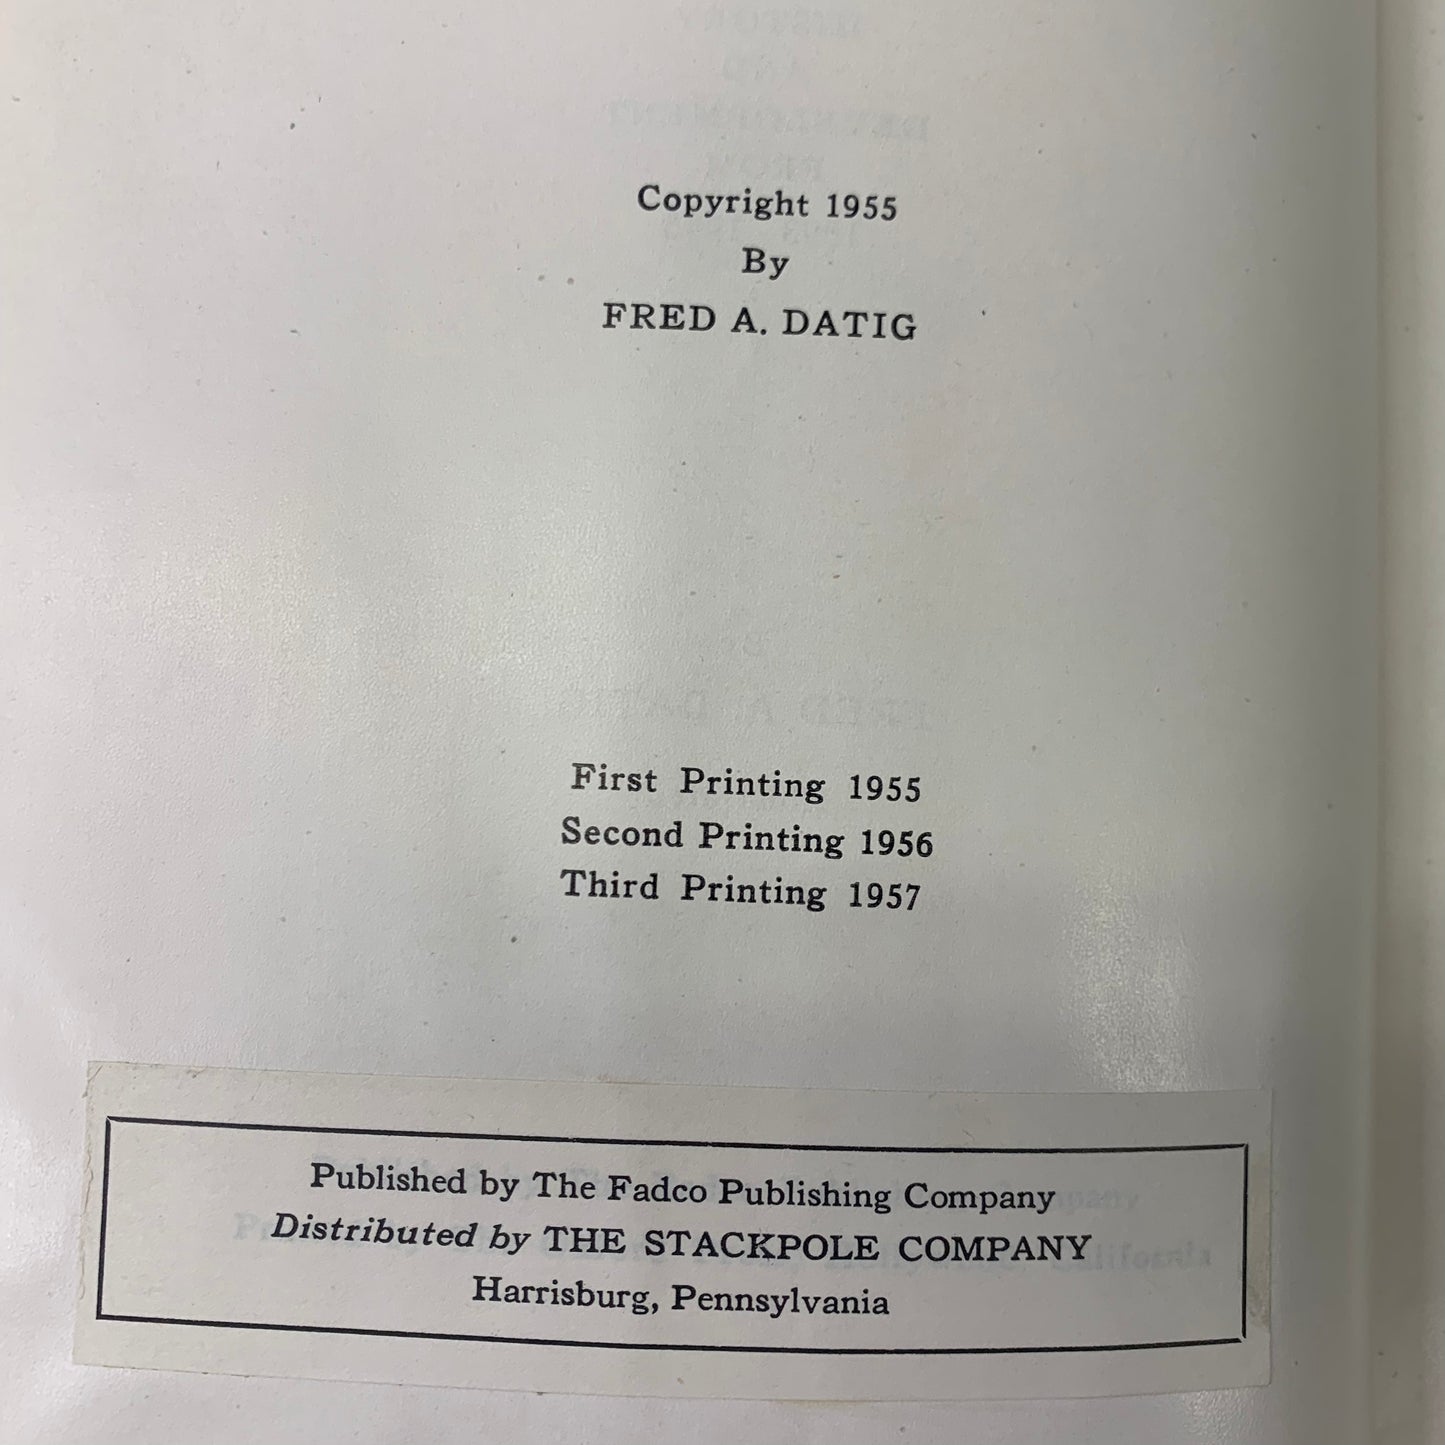 Copyright 1955
By
FRED A. DATIG
First Printing 1955
Second Printing 1956
Third Printing 1957
Published by The Fadco Publishing Company
Distributed by THE STACKPOLE COMPANY
Harrisburg, Pennsylvania